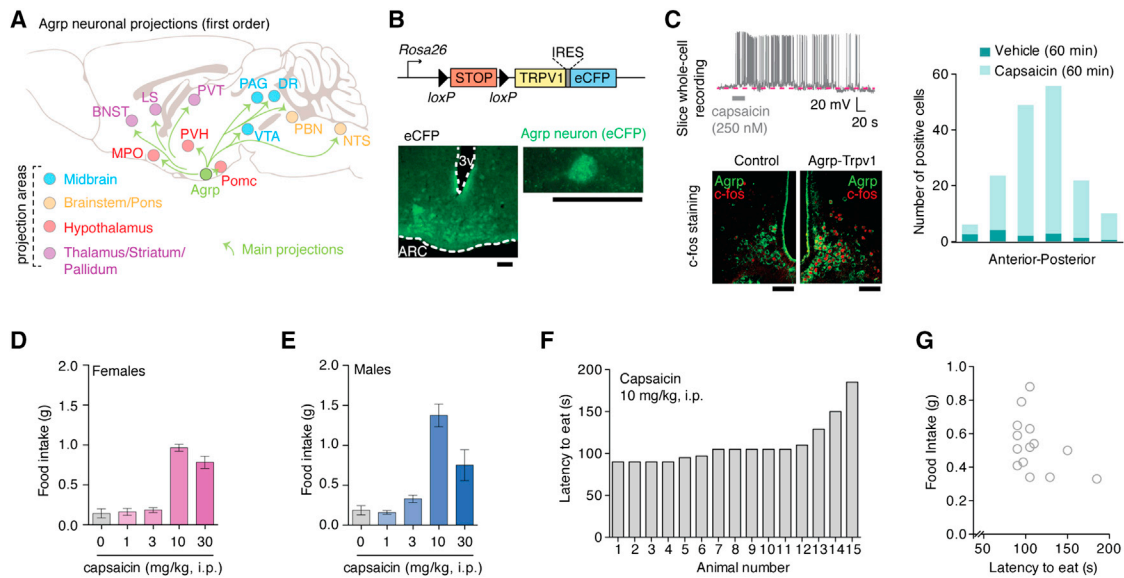 A
Agrp neuronal projections (first order)
PAG DR
PVT
LS
BNST
PVH
VTA
PBN
NTS
MPO
Agrp
Pomc
projection areas
Midbrain
Brainstem/Pons
Hypothalamus
Thalamus/Striatum/
Pallidum
Main projections
B
Rosa26
IRES
STOP
TRPV1
eCFP
loxP
loxP
eCFP
Agrp neuron (eCFP)
3v
ARC
C
Slice whole-cell
recording
capsaicin
(250 nM)
20 mV
20 s
Control
Agrp-Trpv1
c-fos staining
Agrp
c-fos
Agrp
c-fos
Vehicle (60 min)
Capsaicin (60 min)
Number of positive cells
60
40
20
0
Anterior-Posterior
D
Females
Food intake (g)
2.0
1.5
1.0
0.5
0.0
0 1 3 10 30
capsaicin (mg/kg, i.p.)
E
Males
Food intake (g)
2.0
1.5
1.0
0.5
0.0
0 1 3 10 30
capsaicin (mg/kg, i.p.)
F
Capsaicin
10 mg/kg, i.p.
Latency to eat (s)
200
150
100
50
0
1 2 3 4 5 6 7 8 9 10 11 12 13 14 15
Animal number
G
Food Intake (g)
1.0
0.8
0.6
0.4
0.2
0.0
50 100 150 200
Latency to eat (s)